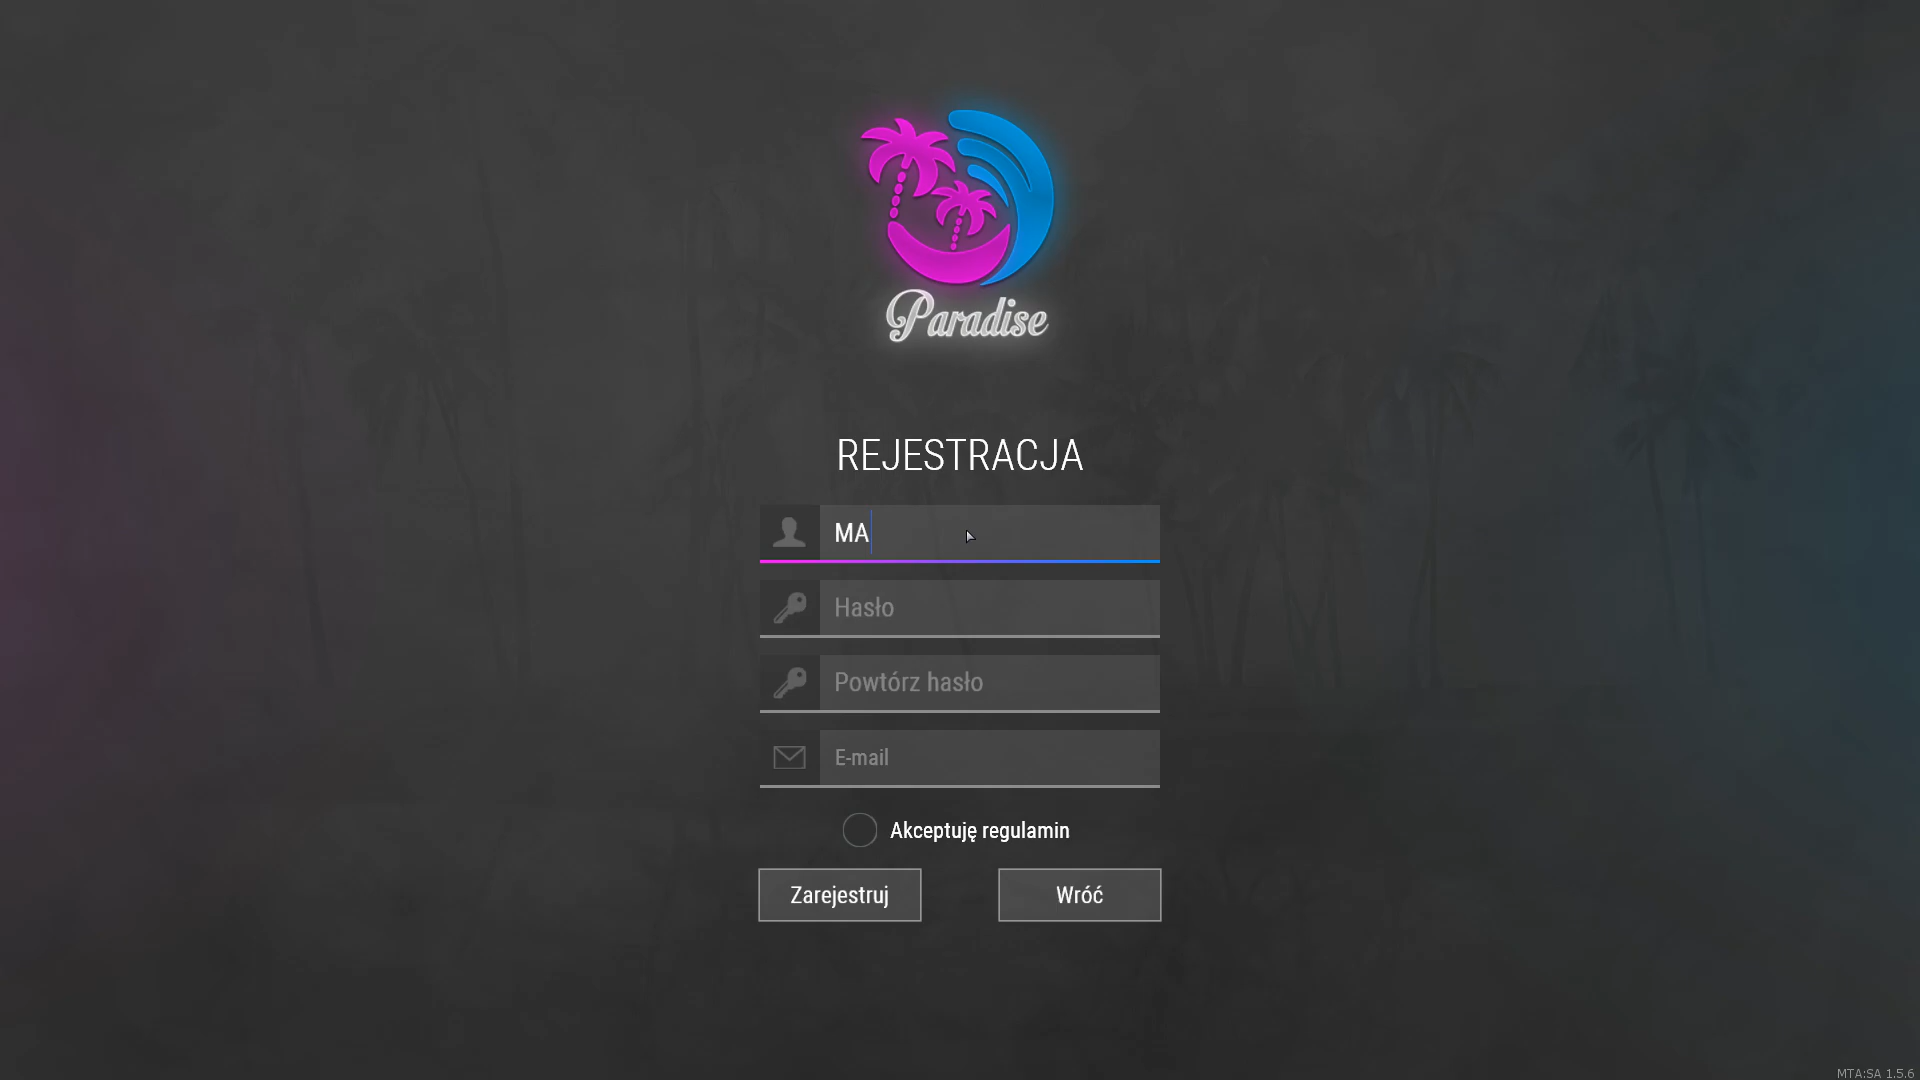 Paradise
REJESTRACJA
MA
Hasło
Powtórz hasło
E-mail
Akceptuję regulamin
Zarejestruj
Wróć
MTA:SA 1.5.6